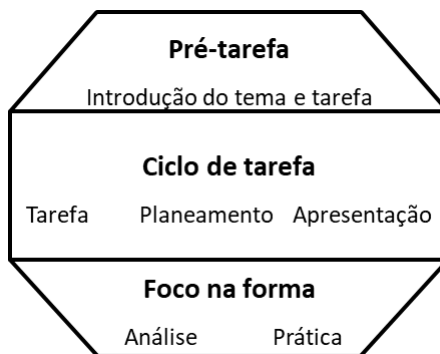 Pré-tarefa
Introdução do tema e tarefa
Ciclo de tarefa
Tarefa Planeamento Apresentação
Foco na forma
Análise Prática